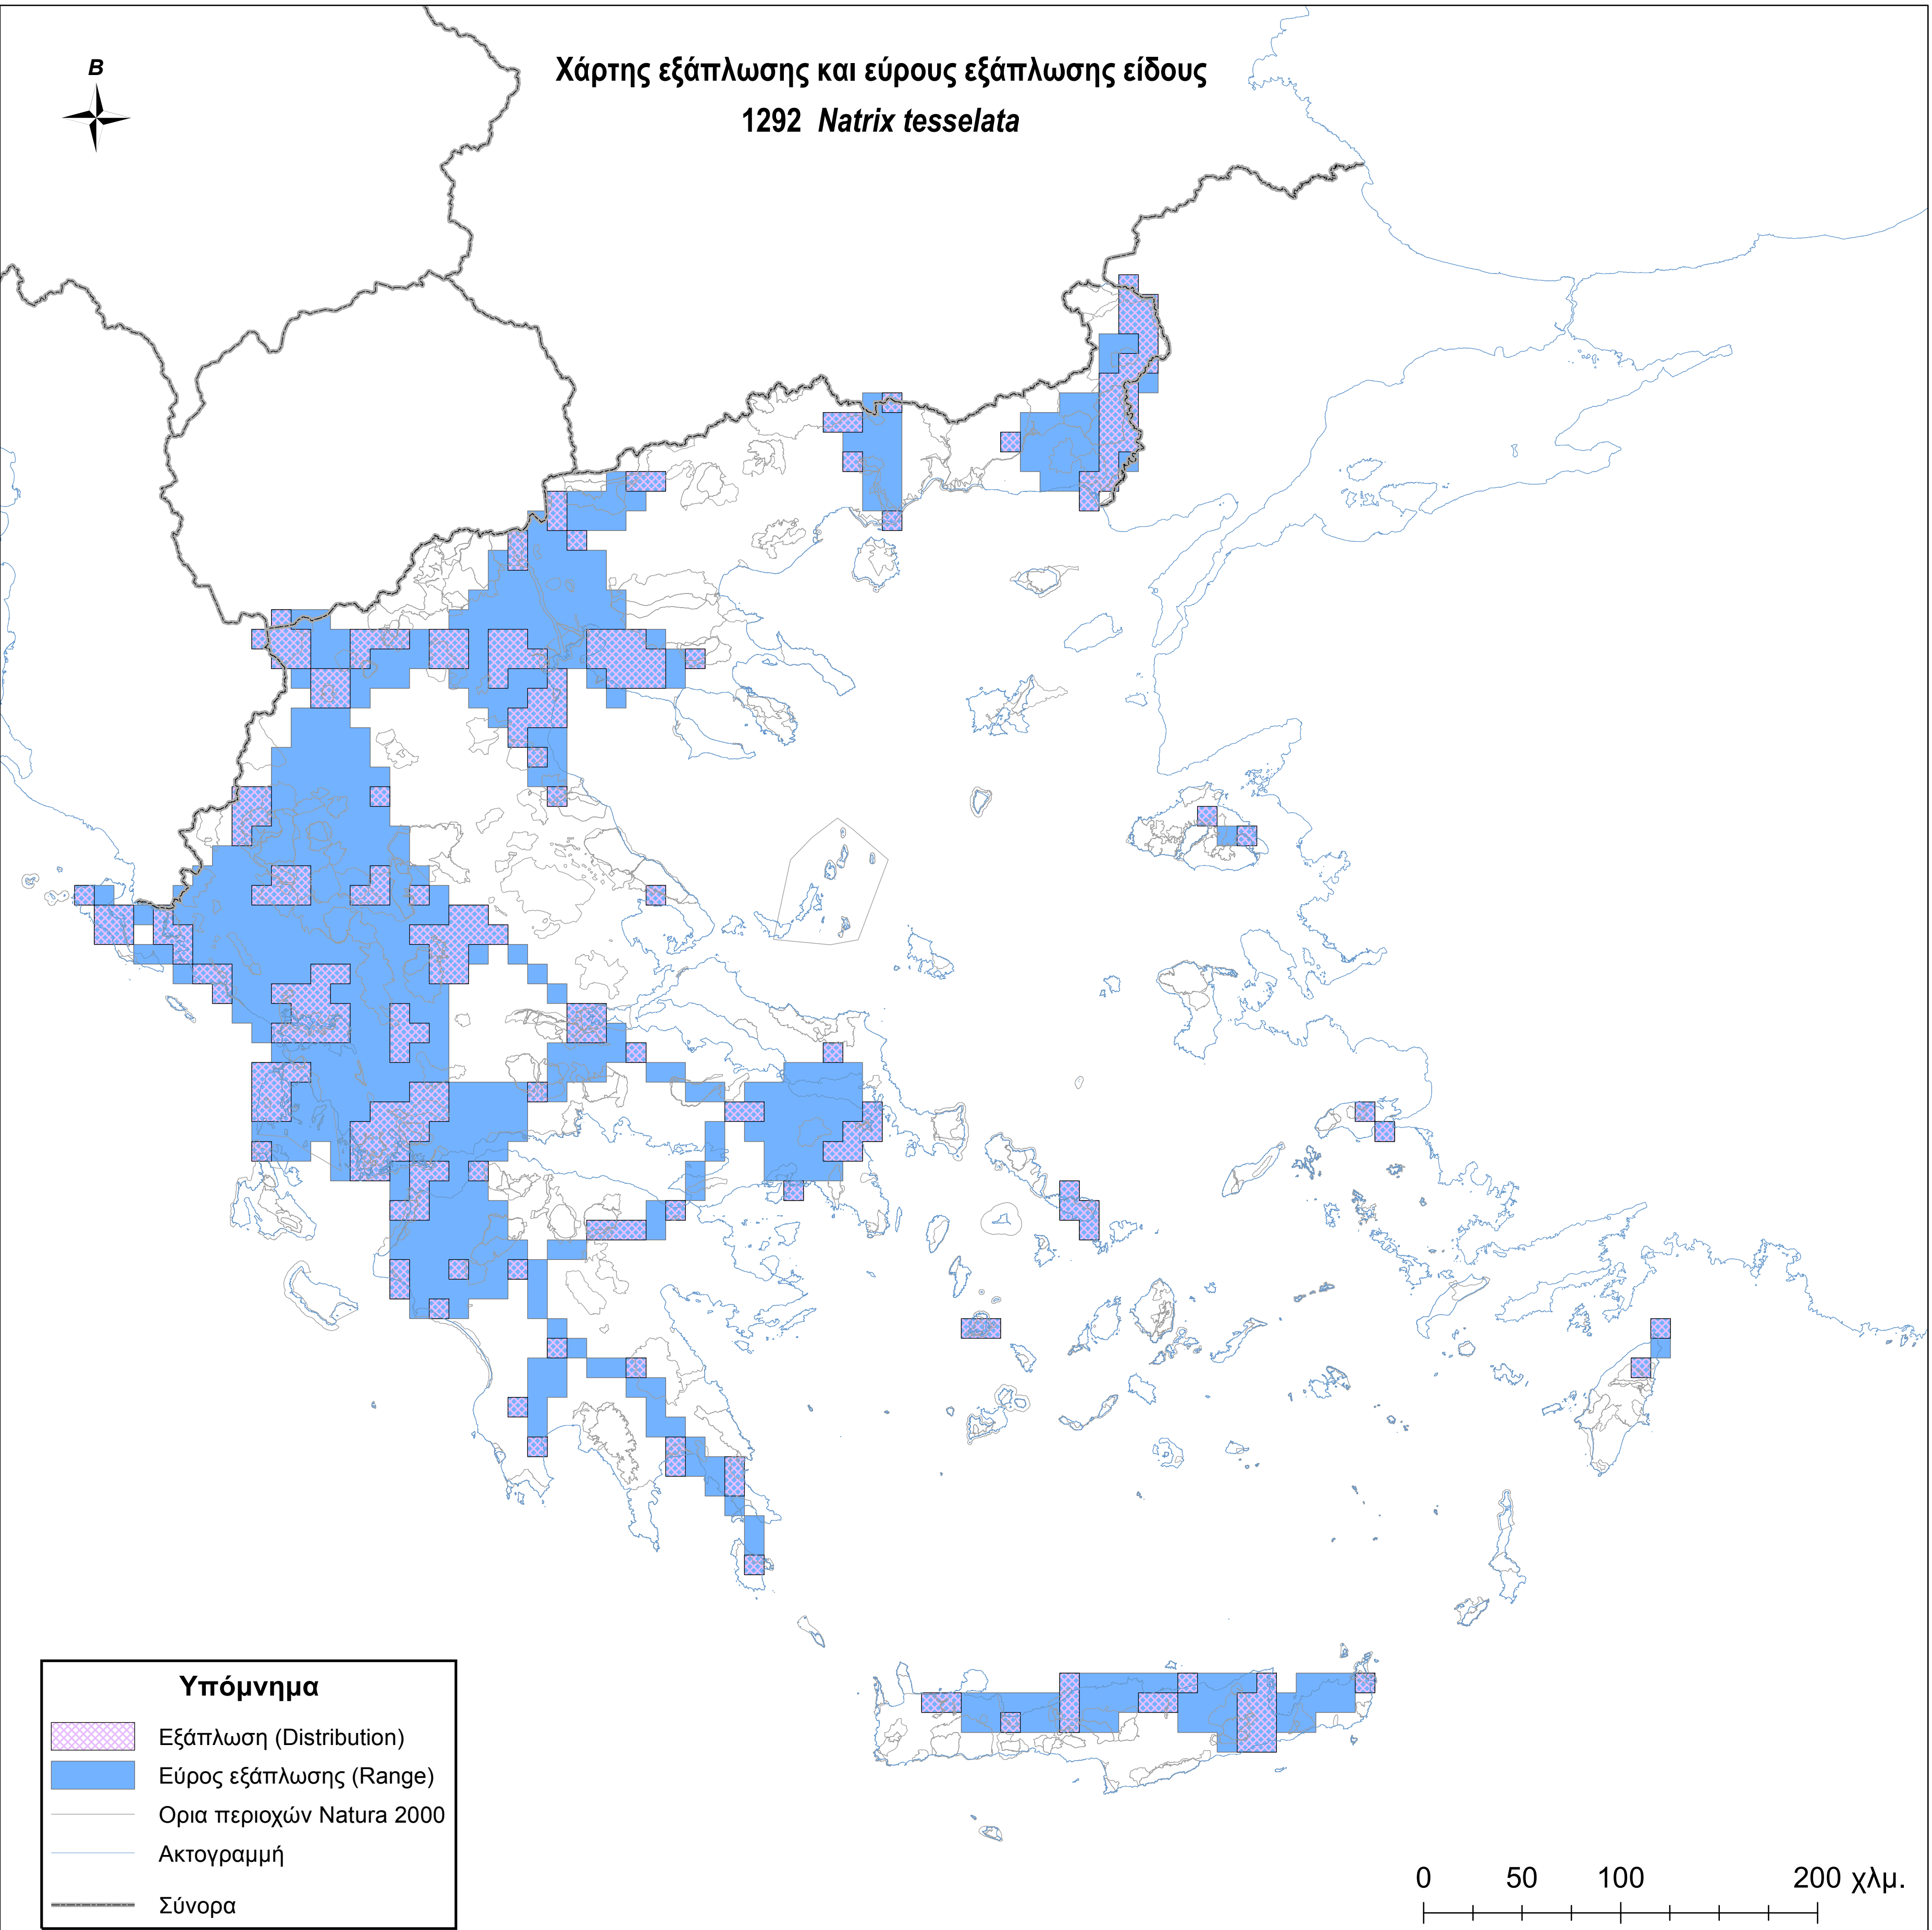 Χάρτης εξάπλωσης και εύρους εξάπλωσης είδους
1292 Natrix tesselata
Β
Υπόμνημα
Εξάπλωση (Distribution)
Εύρος εξάπλωσης (Range)
Ορια περιοχών Natura 2000
Ακτογραμμή
Σύνορα
0 50 100 200 χλμ.